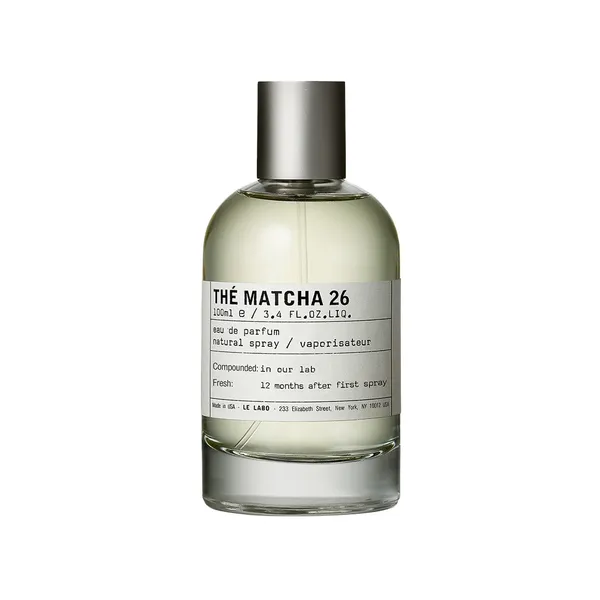 THÉ MATCHA 26
100ml e / 3.4 FL.OZ.LIQ.
eau de parfum
natural spray / vaporisateur
Compounded: in our lab
Fresh: 12 months after first spray
Made in USA - LE LABO - 233 Elizabeth Street, New York, NY 10012 USA